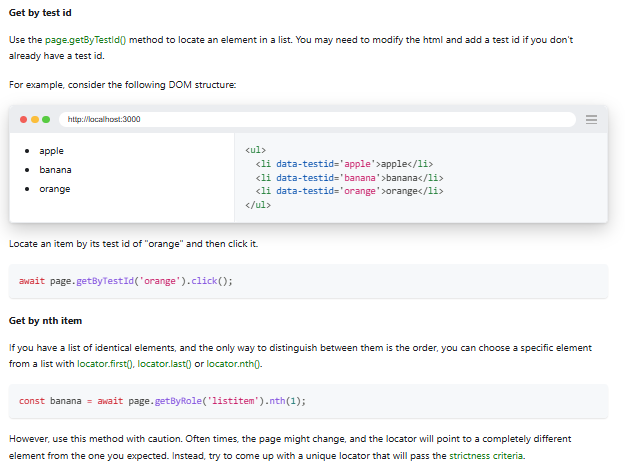 Get by test id
Use the page.getByTestId() method to locate an element in a list. You may need to modify the html and add a test id if you don't
already have a test id.
For example, consider the following DOM structure:
http://localhost:3000
apple
banana
orange
<ul>
  <li data-testid='apple'>apple</li>
  <li data-testid='banana'>banana</li>
  <li data-testid='orange'>orange</li>
</ul>
Locate an item by its test id of "orange" and then click it.
await page.getByTestId('orange').click();
Get by nth item
If you have a list of identical elements, and the only way to distinguish between them is the order, you can choose a specific element
from a list with locator.first(), locator.last() or locator.nth().
const banana = await page.getByRole('listitem').nth(1);
However, use this method with caution. Often times, the page might change, and the locator will point to a completely different
element from the one you expected. Instead, try to come up with a unique locator that will pass the strictness criteria.